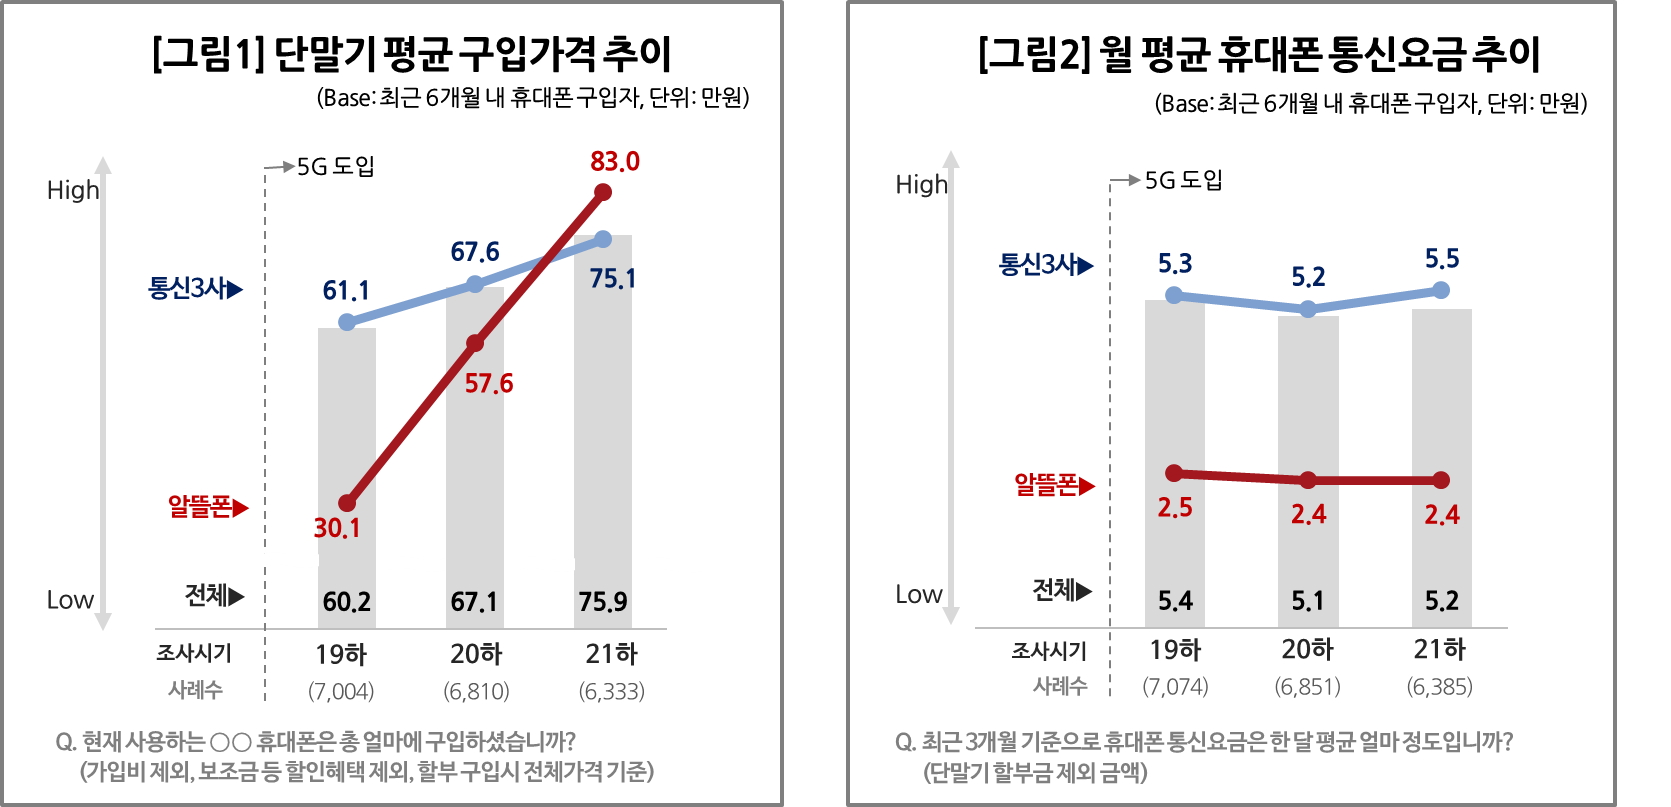 [그림1] 단말기 평균 구입가격 추이
(Base: 최근 6개월 내 휴대폰 구입자, 단위: 만원)
High
5G 도입
83.0
67.6
통신3사▶
61.1
75.1
57.6
알뜰폰▶
30.1
Low
전체▶
60.2
67.1
75.9
조사시기
19하
20하
21하
사례수
(7,004)
(6,810)
(6,333)
Q. 현재 사용하는 ○○ 휴대폰은 총 얼마에 구입하셨습니까?
(가입비 제외, 보조금 등 할인혜택 제외, 할부 구입시 전체가격 기준)
[그림2] 월 평균 휴대폰 통신요금 추이
(Base: 최근 6개월 내 휴대폰 구입자, 단위: 만원)
High
5G 도입
통신3사▶
5.3
5.2
5.5
알뜰폰▶
2.5
2.4
2.4
Low
전체▶
5.4
5.1
5.2
조사시기
19하
20하
21하
사례수
(7,074)
(6,851)
(6,385)
Q. 최근 3개월 기준으로 휴대폰 통신요금은 한 달 평균 얼마 정도입니까?
(단말기 할부금 제외 금액)